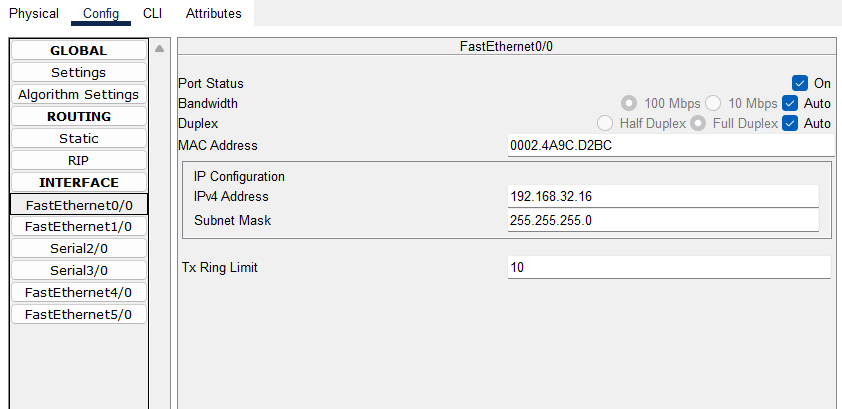 Physical Config CLI Attributes
GLOBAL
Settings
Algorithm Settings
ROUTING
Static
RIP
INTERFACE
FastEthernet0/0
FastEthernet1/0
Serial2/0
Serial3/0
FastEthernet4/0
FastEthernet5/0
FastEthernet0/0
Port Status On
Bandwidth 100 Mbps 10 Mbps Auto
Duplex Half Duplex Full Duplex Auto
MAC Address 0002.4A9C.D2BC
IP Configuration
IPv4 Address 192.168.32.16
Subnet Mask 255.255.255.0
Tx Ring Limit 10